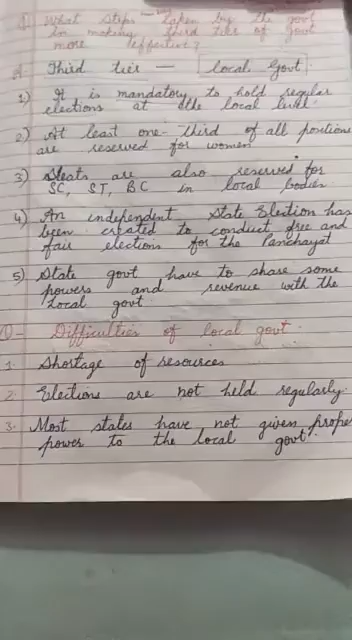 Q What steps were taken by the govt
in making third tier of govt
more effective?
A Third tier — local Govt
1) It is mandatory to hold regular
elections at the local level.
2) At least one-third of all portions
are reserved for women
3) Seats are also reserved for
SC, ST, BC in local bodies
4) An independent State Election has
been created to conduct free and
fair elections for the Panchayat
5) State govt have to share some
powers and revenue with the
Local govt.
Q- Difficulties of local govt.
1. Shortage of resources
2. Elections are not held regularly.
3. Most states have not given proper
power to the local govt.